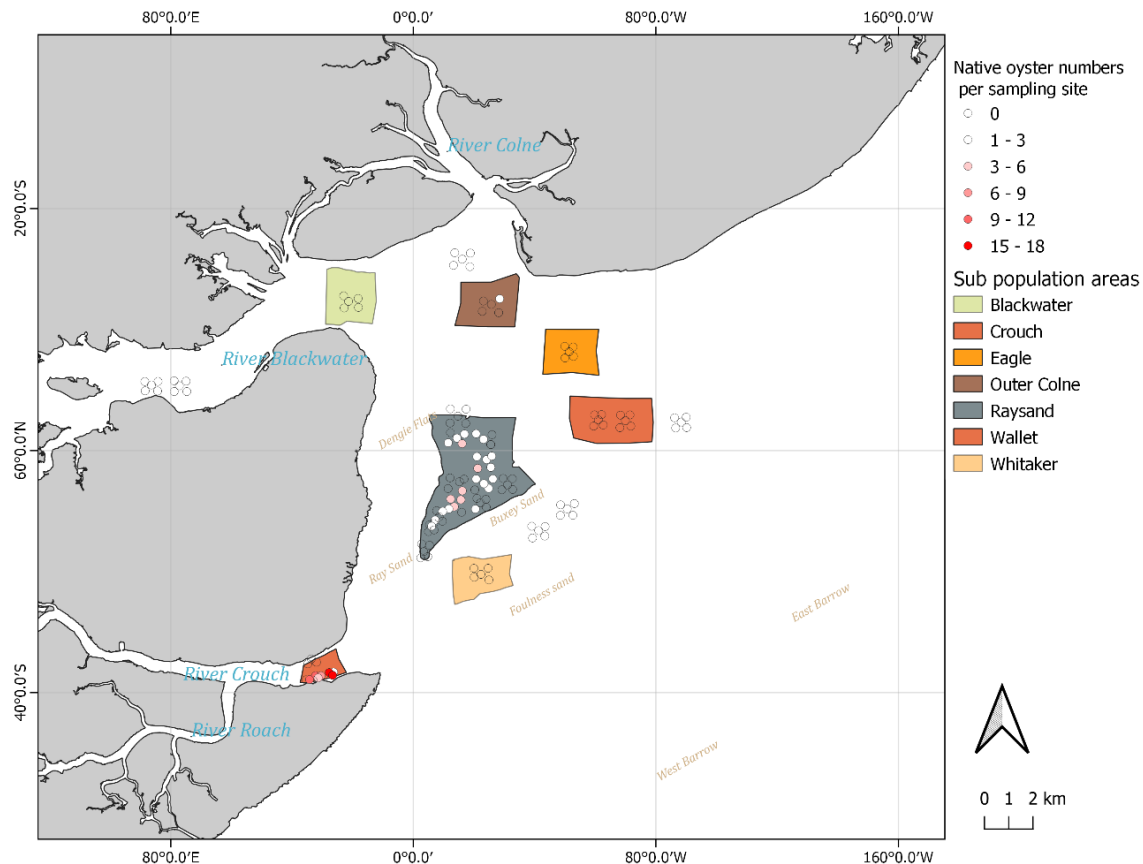 80°0.0'E
0°0.0'
80°0.0'W
160°0.0'W
Native oyster numbers
per sampling site
0
1 - 3
3 - 6
6 - 9
9 - 12
15 - 18
Sub population areas
Blackwater
Crouch
Eagle
Outer Colne
Raysand
Wallet
Whitaker
River Colne
20°0.0'S
River Blackwater
Dengie Flats
60°0.0'N
Buxey Sand
Ray Sand
Foulness sand
East Barrow
River Crouch
40°0.0'S
River Roach
West Barrow
0 1 2 km
80°0.0'E
0°0.0'
80°0.0'W
160°0.0'W